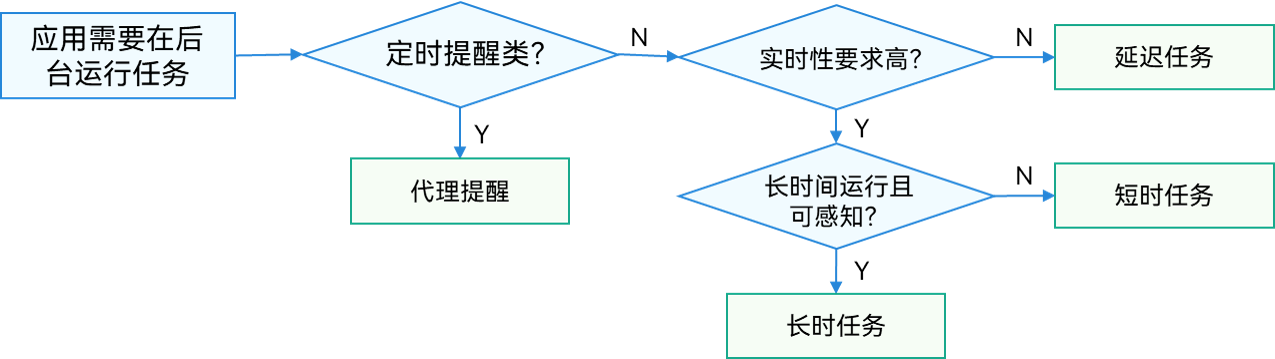 应用需要在后
台运行任务
定时提醒类？
N
实时性要求高？
N
延迟任务
Y
代理提醒
Y
长时间运行且
可感知？
N
短时任务
Y
长时任务